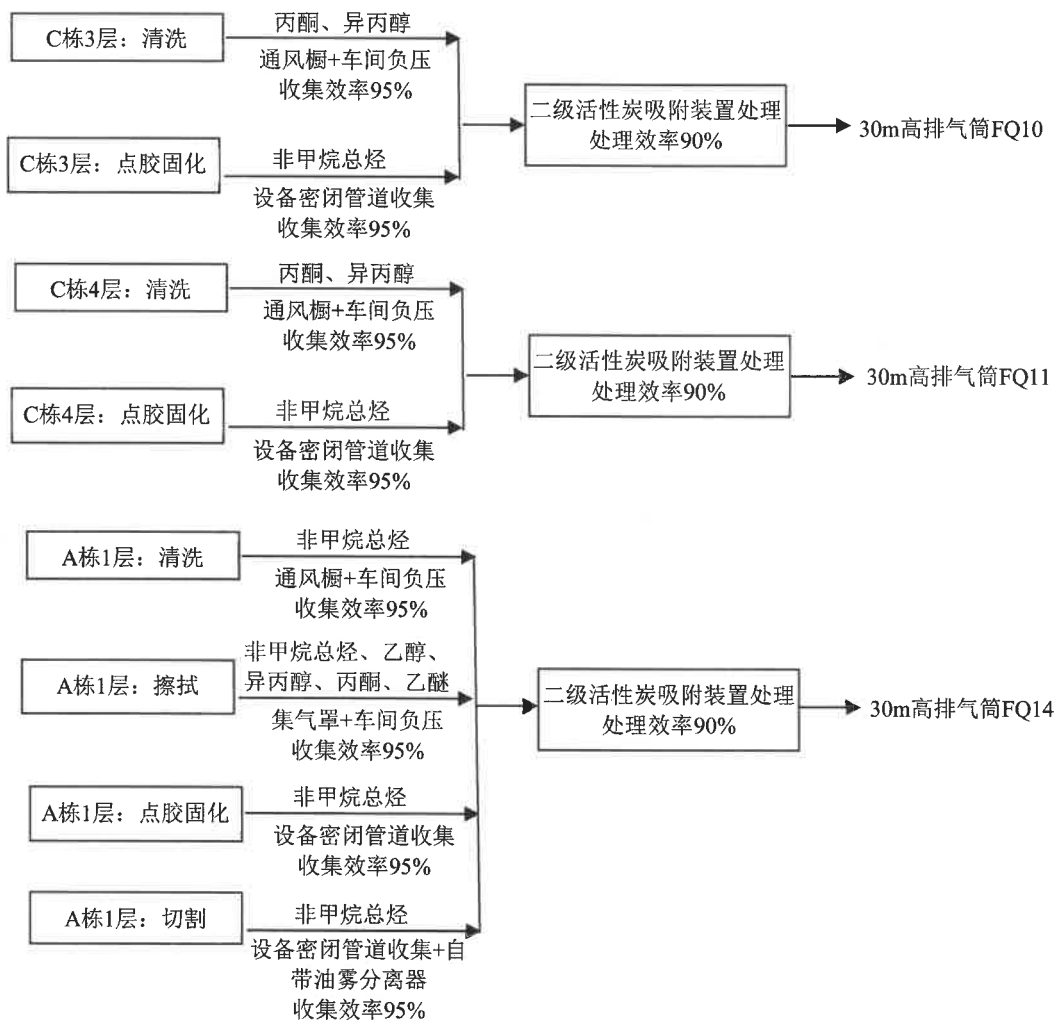 C栋3层：清洗
丙酮、异丙醇
通风橱+车间负压
收集效率95%
C栋3层：点胶固化
非甲烷总烃
设备密闭管道收集
收集效率95%
二级活性炭吸附装置处理
处理效率90%
30m高排气筒FQ10
C栋4层：清洗
丙酮、异丙醇
通风橱+车间负压
收集效率95%
C栋4层：点胶固化
非甲烷总烃
设备密闭管道收集
收集效率95%
二级活性炭吸附装置处理
处理效率90%
30m高排气筒FQ11
A栋1层：清洗
非甲烷总烃
通风橱+车间负压
收集效率95%
A栋1层：擦拭
非甲烷总烃、乙醇、
异丙醇、丙酮、乙醚
集气罩+车间负压
收集效率95%
A栋1层：点胶固化
非甲烷总烃
设备密闭管道收集
收集效率95%
A栋1层：切割
非甲烷总烃
设备密闭管道收集+自
带油雾分离器
收集效率95%
二级活性炭吸附装置处理
处理效率90%
30m高排气筒FQ14